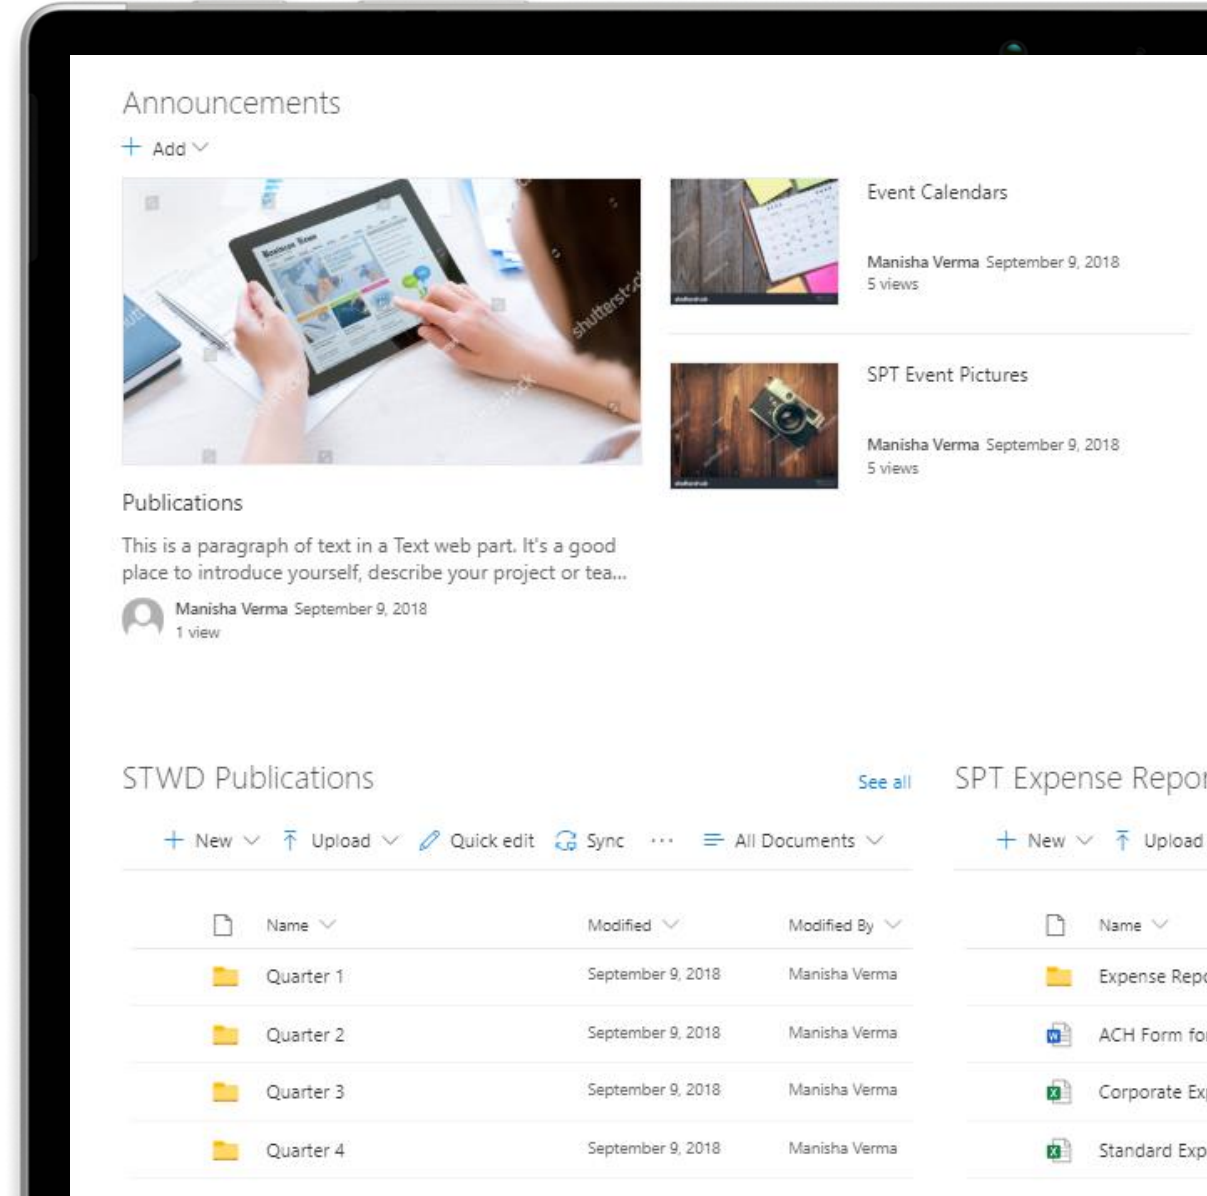 Announcements
Add
Business News
shutterstock
Publications
This is a paragraph of text in a Text web part. It's a good
place to introduce yourself, describe your project or tea...
Manisha Verma September 9, 2018
1 view
Event Calendars
Manisha Verma September 9, 2018
5 views
shutterstock
SPT Event Pictures
Manisha Verma September 9, 2018
5 views
shutterstock
STWD Publications See all
New Upload Quick edit Sync ... All Documents
Name Modified Modified By
Quarter 1 September 9, 2018 Manisha Verma
Quarter 2 September 9, 2018 Manisha Verma
Quarter 3 September 9, 2018 Manisha Verma
Quarter 4 September 9, 2018 Manisha Verma
SPT Expense Repor
New Upload
Name
Expense Repo
ACH Form fo
Corporate Ex
Standard Exp